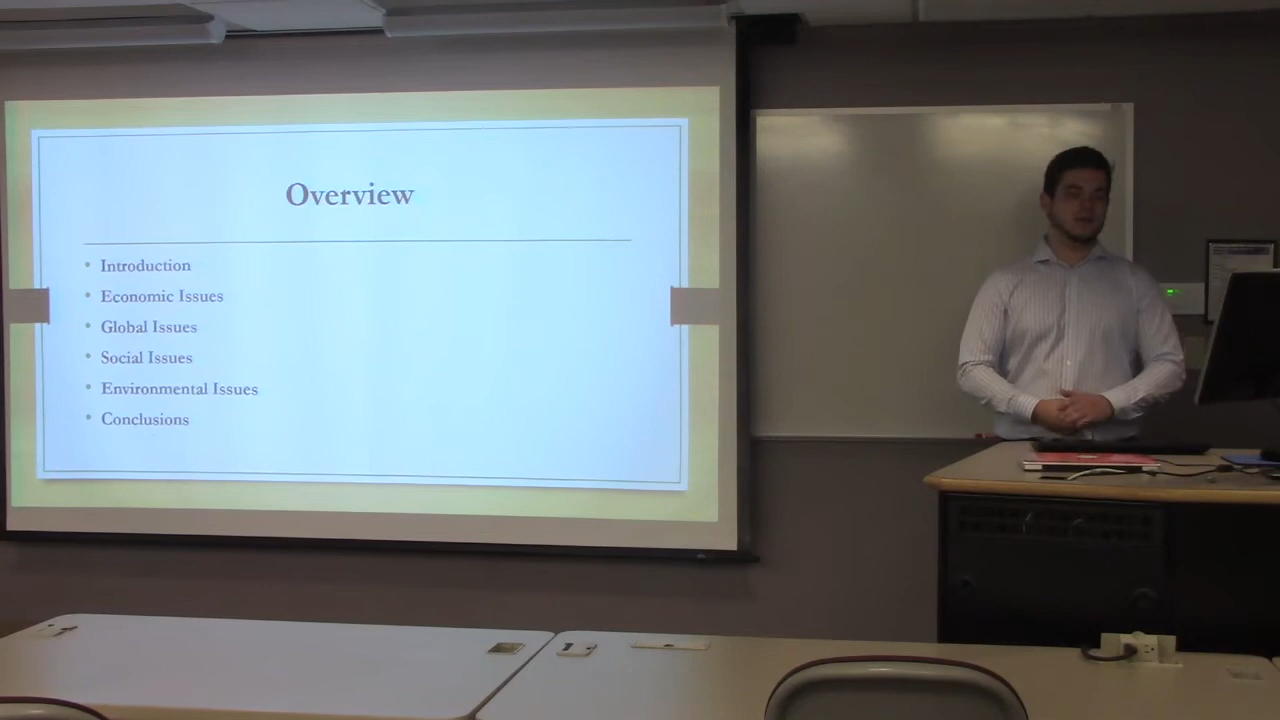 Overview
Introduction
Economic Issues
Global Issues
Social Issues
Environmental Issues
Conclusions